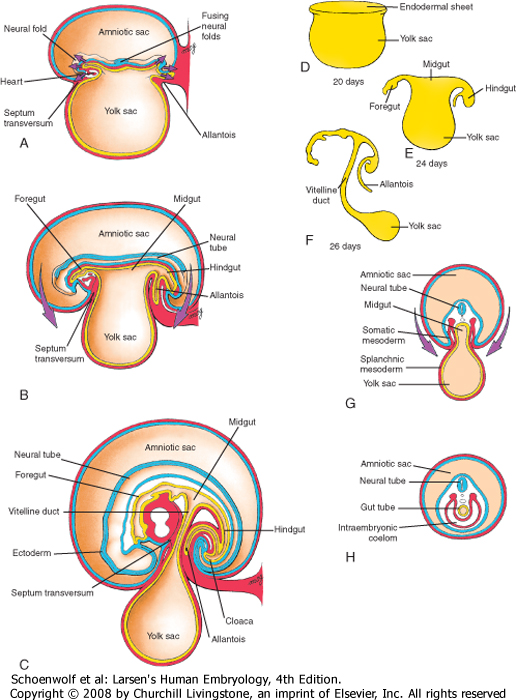 Amniotic sac
Fusing
neural
folds
Neural fold
Heart
Septum
transversum
Yolk sac
Allantois
A
Foregut
Midgut
Amniotic sac
Neural
tube
Hindgut
Allantois
Septum
transversum
Yolk sac
B
Midgut
Amniotic sac
Neural tube
Foregut
Vitelline duct
Hindgut
Ectoderm
Septum transversum
Cloaca
Allantois
Yolk sac
C
Endodermal sheet
Yolk sac
D
20 days
Midgut
Foregut
Hindgut
Yolk sac
E
24 days
Vitelline
duct
Allantois
Yolk sac
F
26 days
Amniotic sac
Neural tube
Midgut
Somatic
mesoderm
Splanchnic
mesoderm
Yolk sac
G
Amniotic sac
Neural tube
Gut tube
Intraembryonic
coelom
H
Schoenwolf et al: Larsen's Human Embryology, 4th Edition.
Copyright © 2008 by Churchill Livingstone, an imprint of Elsevier, Inc. All rights reserved